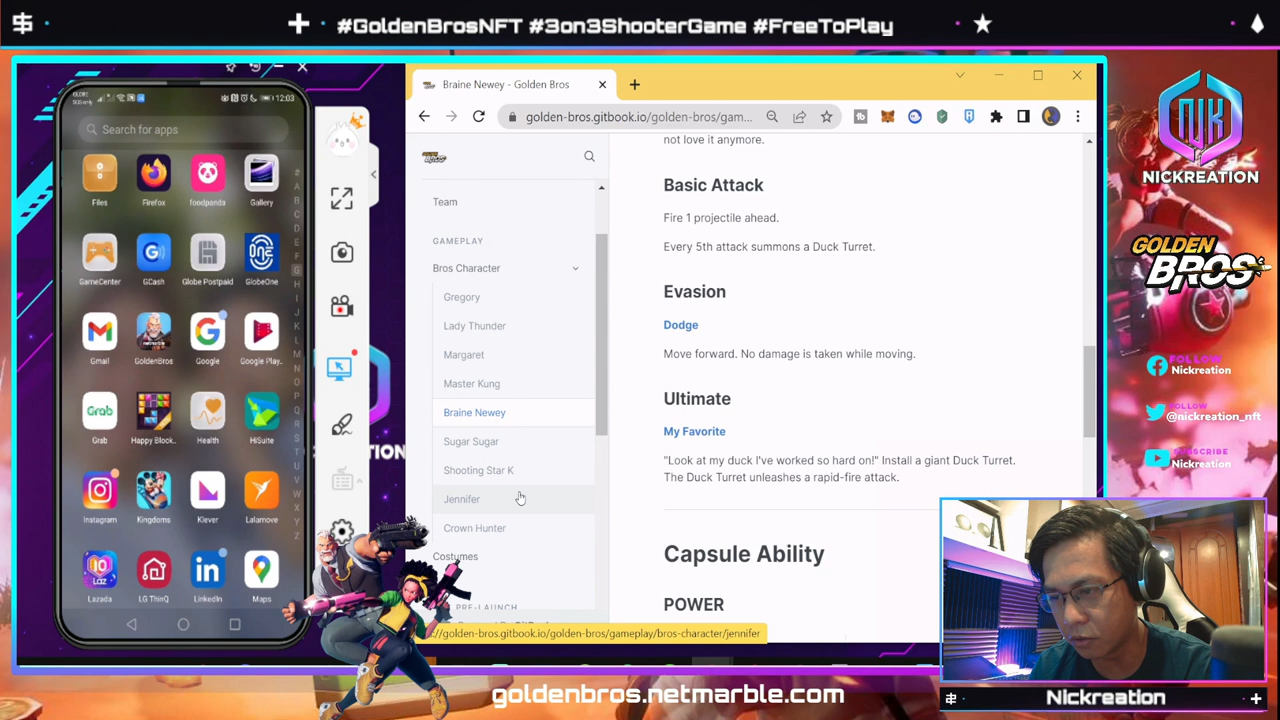 #GoldenBrosNFT #3on3ShooterGame #FreeToPlay
12:03
Search for apps
Files
Firefox
foodpanda
Gallery
GameCenter
GCash
Globe Postpaid
GlobeOne
Gmail
GoldenBros
Google
Google Play..
Grab
Happy Block..
Health
HiSuite
Instagram
Kingdoms
Klever
Lalamove
Lazada
LG ThinQ
LinkedIn
Maps
Braine Newey - Golden Bros
golden-bros.gitbook.io/golden-bros/gam...
GOLDEN BROS
Team
GAMEPLAY
Bros Character
Gregory
Lady Thunder
Margaret
Master Kung
Braine Newey
Sugar Sugar
Shooting Star K
Jennifer
Crown Hunter
Costumes
PRE-LAUNCH
://golden-bros.gitbook.io/golden-bros/gameplay/bros-character/jennifer
not love it anymore.
Basic Attack
Fire 1 projectile ahead.
Every 5th attack summons a Duck Turret.
Evasion
Dodge
Move forward. No damage is taken while moving.
Ultimate
My Favorite
"Look at my duck I've worked so hard on!" Install a giant Duck Turret.
The Duck Turret unleashes a rapid-fire attack.
Capsule Ability
POWER
NICKREATION
GOLDEN
BROS
FOLLOW
Nickreation
FOLLOW
@nickreation_nft
SUBSCRIBE
Nickreation
goldenbros.netmarble.com
Nickreation